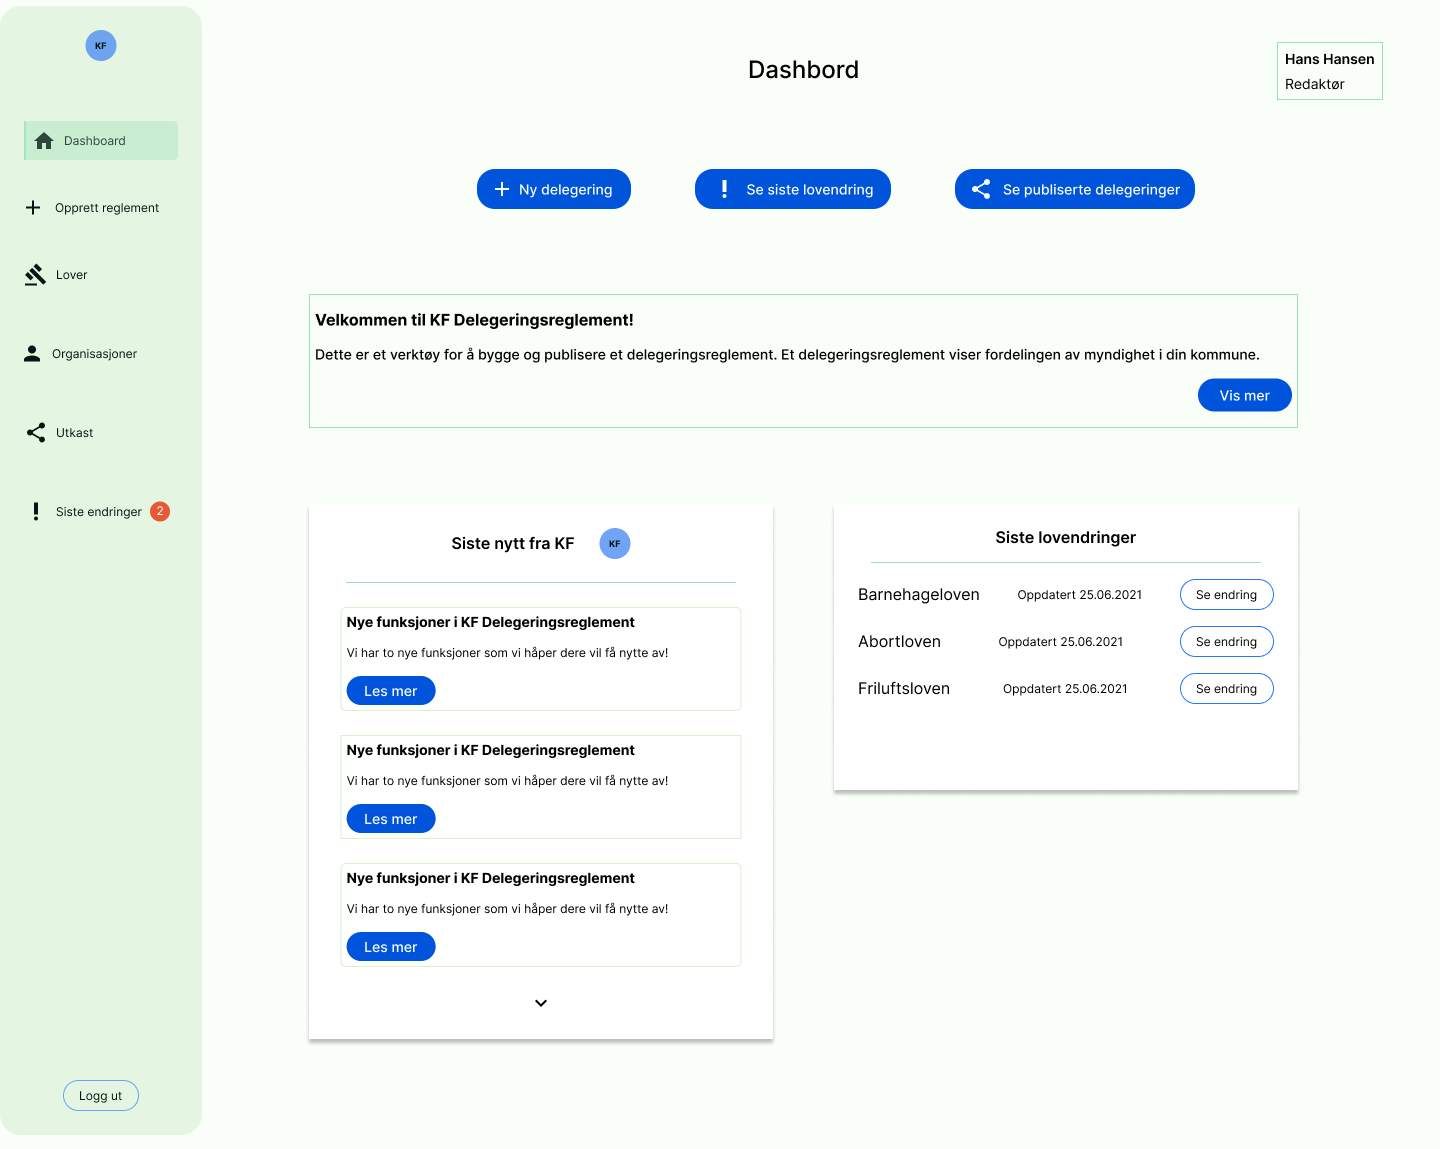 KF
Dashboard
Opprett reglement
Lover
Organisasjoner
Utkast
Siste endringer 2
Logg ut
Dashbord
Hans Hansen
Redaktør
Ny delegering
Se siste lovendring
Se publiserte delegeringer
Velkommen til KF Delegeringsreglement!
Dette er et verktøy for å bygge og publisere et delegeringsreglement. Et delegeringsreglement viser fordelingen av myndighet i din kommune.
Vis mer
Siste nytt fra KF KF
Nye funksjoner i KF Delegeringsreglement
Vi har to nye funksjoner som vi håper dere vil få nytte av!
Les mer
Nye funksjoner i KF Delegeringsreglement
Vi har to nye funksjoner som vi håper dere vil få nytte av!
Les mer
Nye funksjoner i KF Delegeringsreglement
Vi har to nye funksjoner som vi håper dere vil få nytte av!
Les mer
Siste lovendringer
Barnehageloven Oppdatert 25.06.2021 Se endring
Abortloven Oppdatert 25.06.2021 Se endring
Friluftsloven Oppdatert 25.06.2021 Se endring